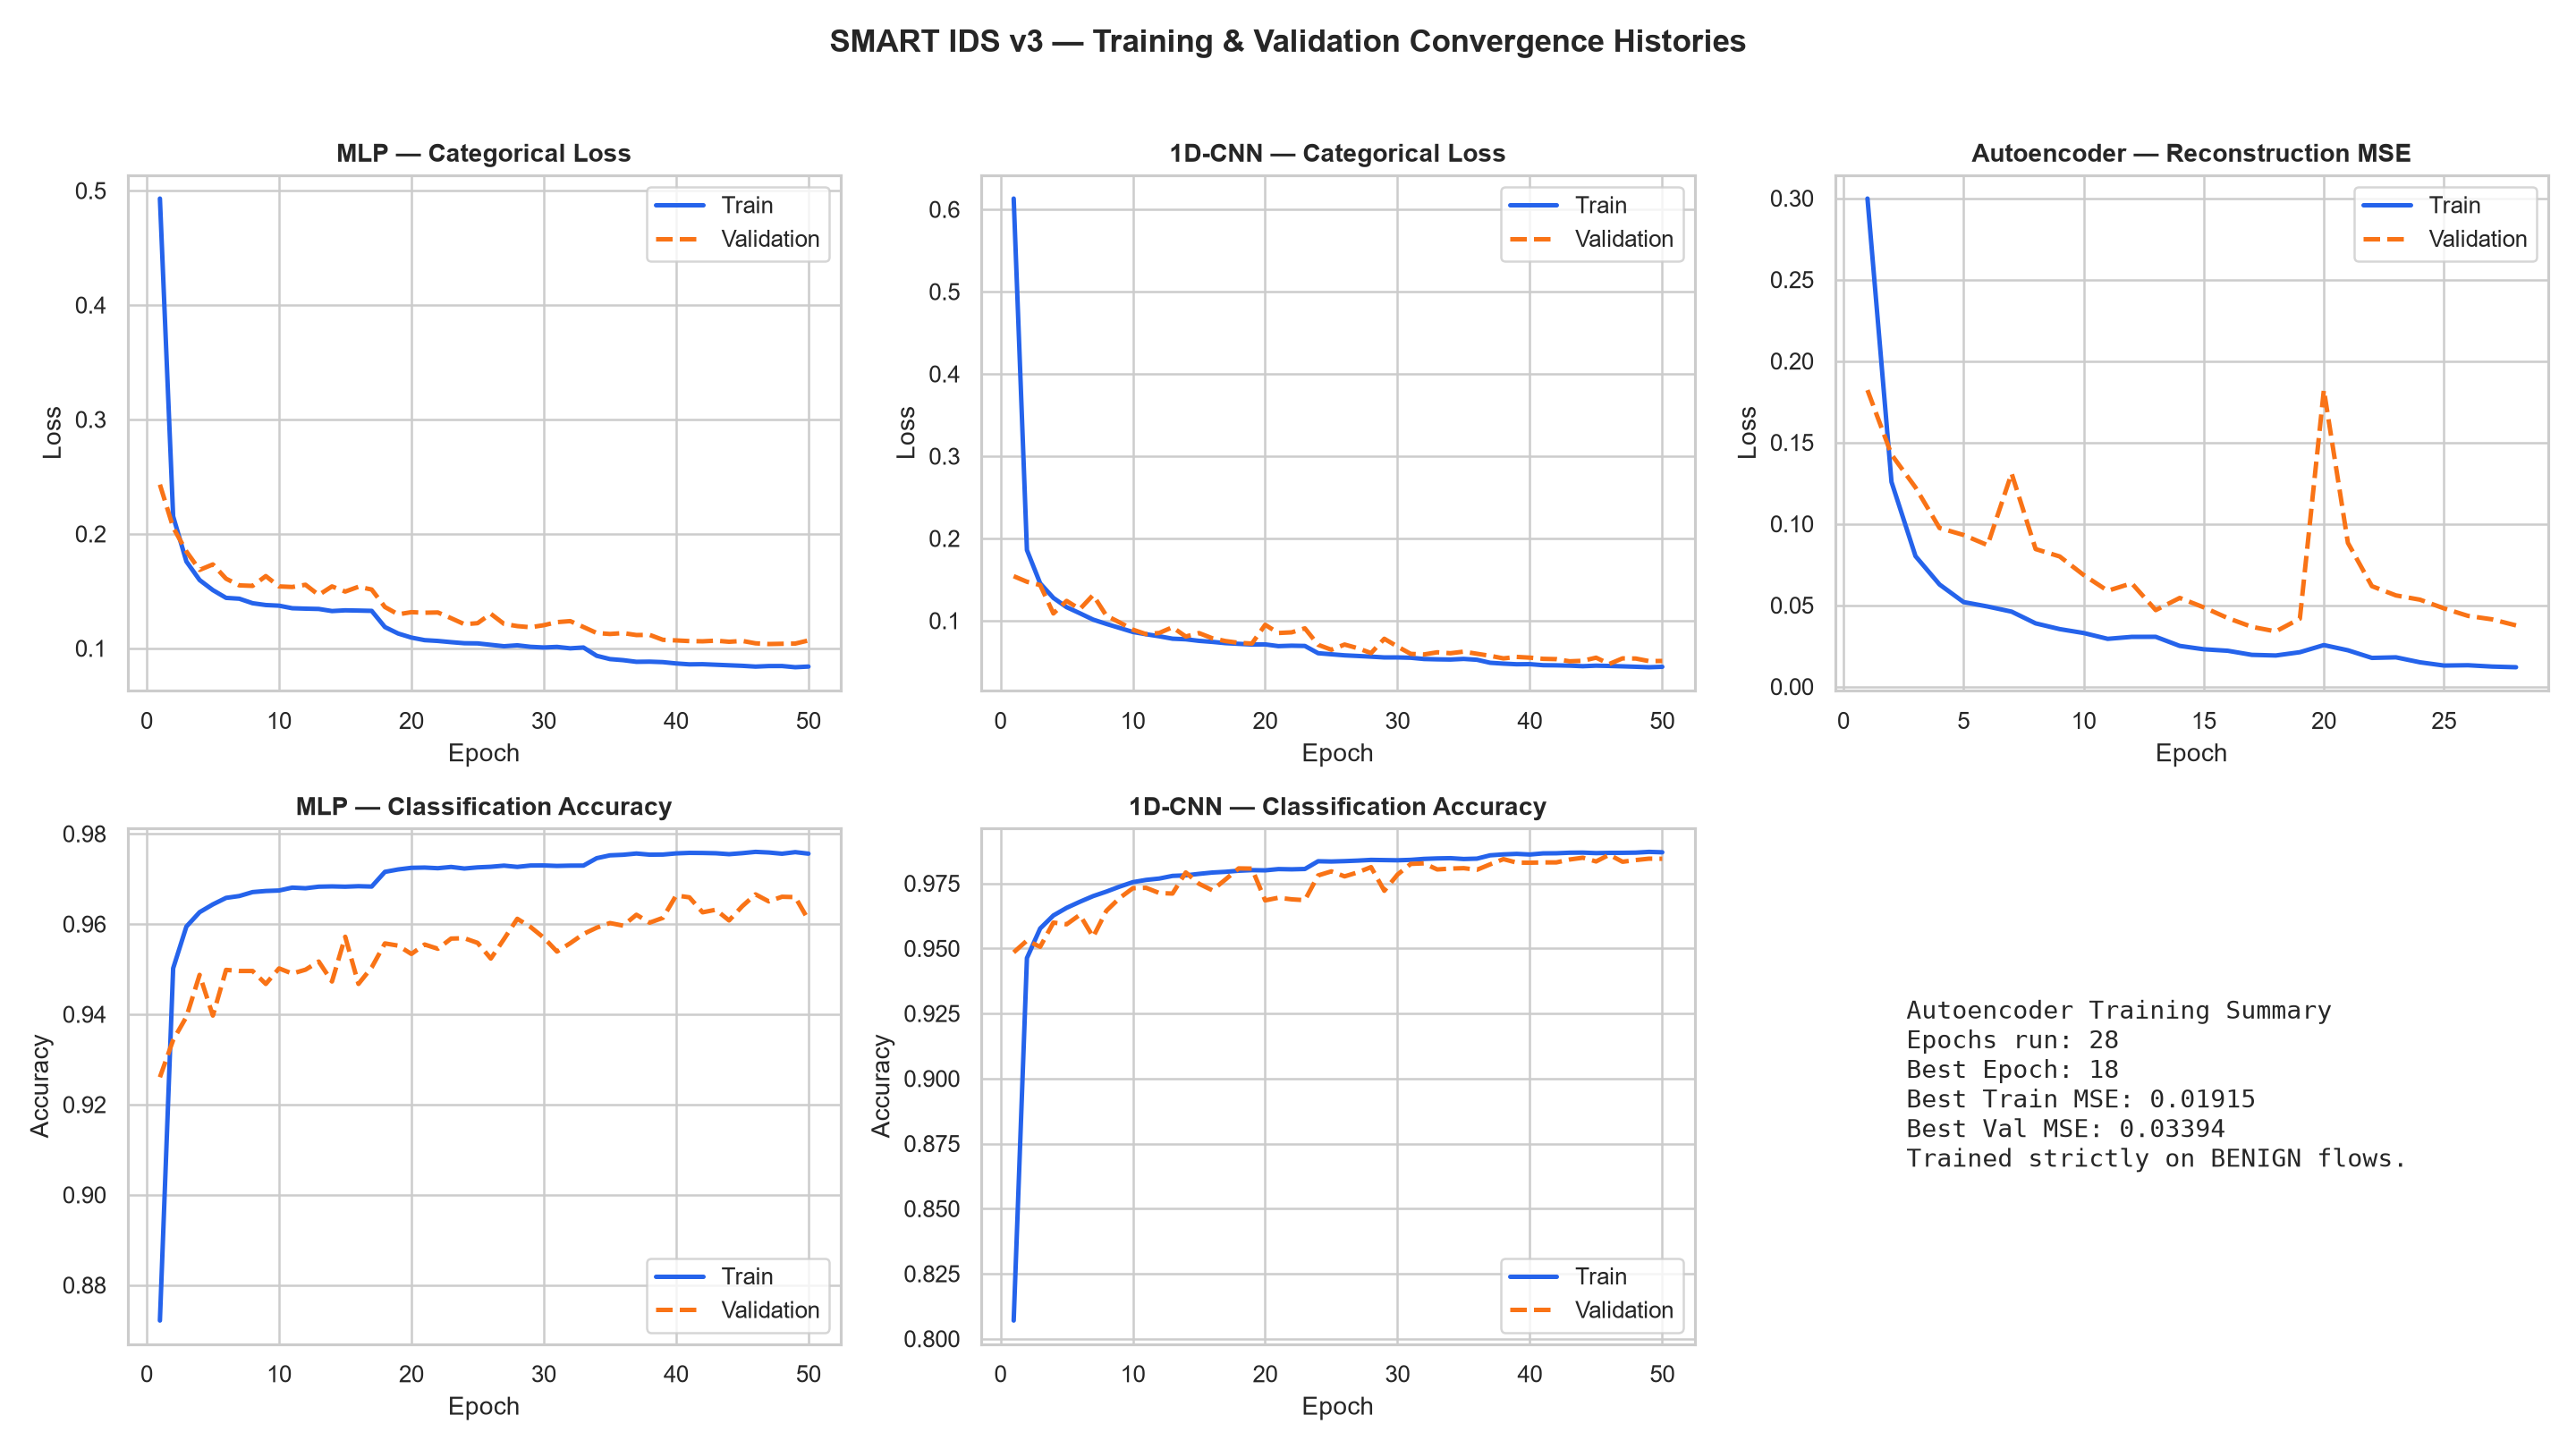 SMART IDS v3 — Training & Validation Convergence Histories
MLP — Categorical Loss
0.5
0.4
0.3
0.2
0.1
Loss
0 10 20 30 40 50
Epoch
Train
Validation
1D-CNN — Categorical Loss
0.6
0.5
0.4
0.3
0.2
0.1
Loss
0 10 20 30 40 50
Epoch
Train
Validation
Autoencoder — Reconstruction MSE
0.30
0.25
0.20
0.15
0.10
0.05
0.00
Loss
0 5 10 15 20 25
Epoch
Train
Validation
MLP — Classification Accuracy
0.98
0.96
0.94
0.92
0.90
0.88
Accuracy
0 10 20 30 40 50
Epoch
Train
Validation
1D-CNN — Classification Accuracy
0.975
0.950
0.925
0.900
0.875
0.850
0.825
0.800
Accuracy
0 10 20 30 40 50
Epoch
Train
Validation
Autoencoder Training Summary
Epochs run: 28
Best Epoch: 18
Best Train MSE: 0.01915
Best Val MSE: 0.03394
Trained strictly on BENIGN flows.